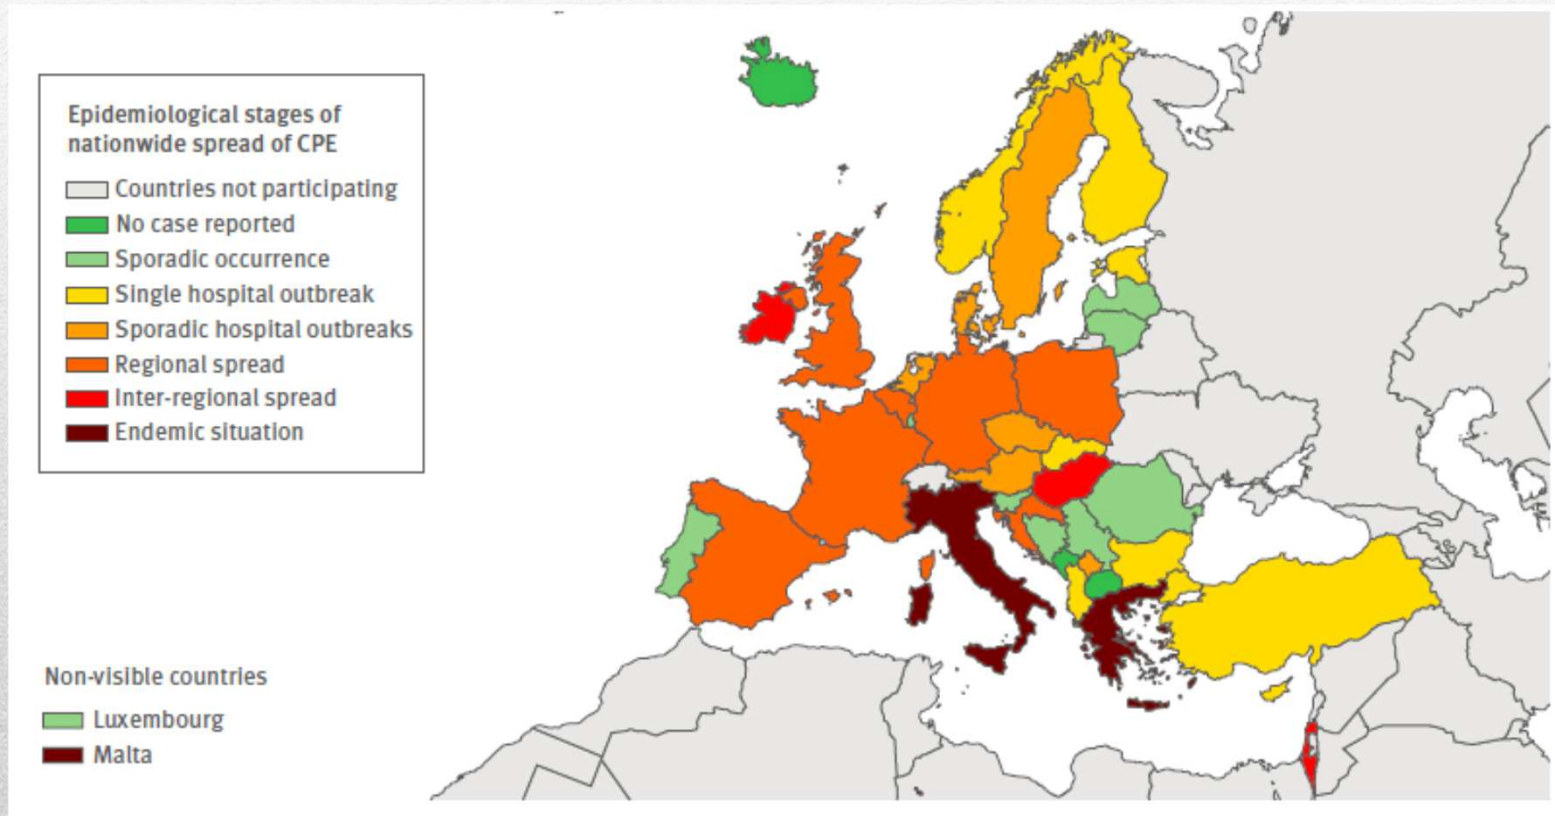 Epidemiological stages of
nationwide spread of CPE
Countries not participating
No case reported
Sporadic occurrence
Single hospital outbreak
Sporadic hospital outbreaks
Regional spread
Inter-regional spread
Endemic situation
Non-visible countries
Luxembourg
Malta